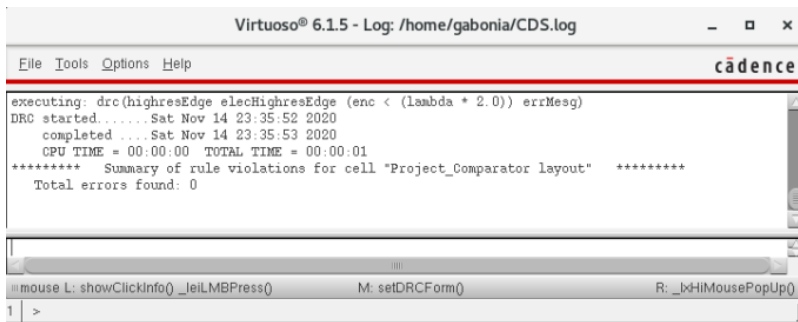 Virtuoso® 6.1.5 - Log: /home/gabonia/CDS.log
File Tools Options Help cādence
executing: drc(highresEdge elecHighresEdge (enc < (lambda * 2.0)) errMesg)
DRC started.......Sat Nov 14 23:35:52 2020
completed ....Sat Nov 14 23:35:53 2020
CPU TIME = 00:00:00 TOTAL TIME = 00:00:01
********* Summary of rule violations for cell "Project_Comparator layout" *********
Total errors found: 0
mouse L: showClickInfo() _leiLMBPress() M: setDRCForm() R: _lxHiMousePopUp()
1 >